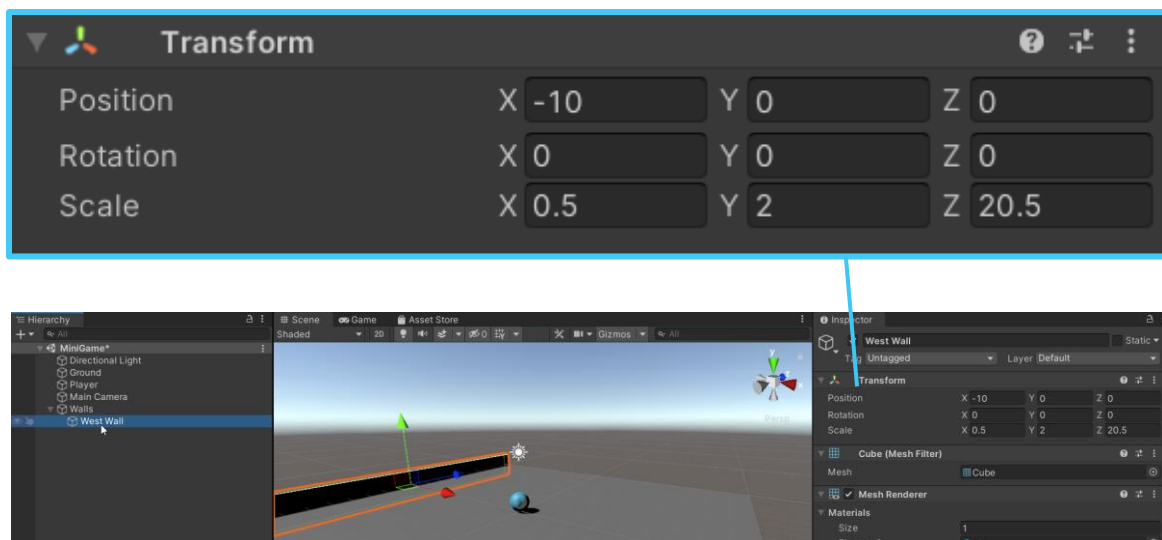 Transform
Position X -10 Y 0 Z 0
Rotation X 0 Y 0 Z 0
Scale X 0.5 Y 2 Z 20.5
Hierarchy
All
MiniGame*
Directional Light
Ground
Player
Main Camera
Walls
West Wall
Scene Game Asset Store
Shaded 2D 0 Gizmos All
y
x
Persp
Inspector
West Wall Static
Tag Untagged Layer Default
Transform
Position X -10 Y 0 Z 0
Rotation X 0 Y 0 Z 0
Scale X 0.5 Y 2 Z 20.5
Cube (Mesh Filter)
Mesh Cube
Mesh Renderer
Materials
Size 1